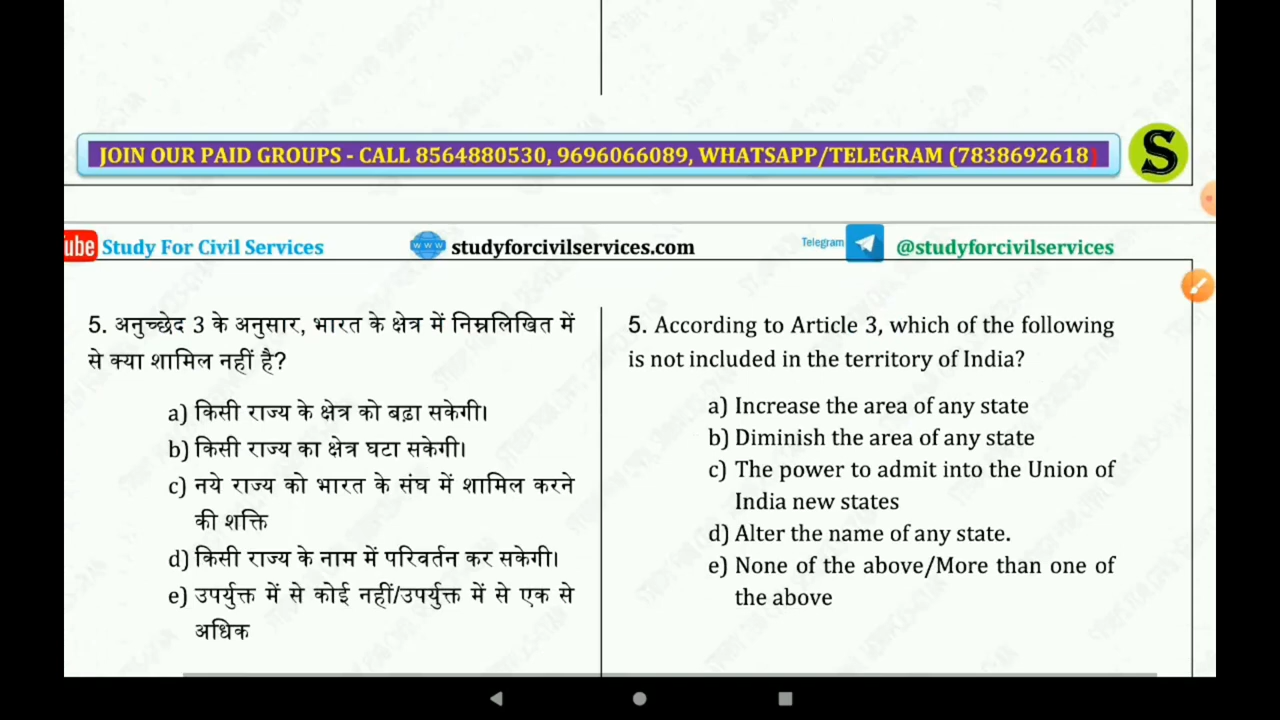 JOIN OUR PAID GROUPS - CALL 8564880530, 9696066089, WHATSAPP/TELEGRAM (7838692618)
S
ube Study For Civil Services
www studyforcivilservices.com
Telegram @studyforcivilservices
5. अनुच्छेद 3 के अनुसार, भारत के क्षेत्र में निम्नलिखित में
से क्या शामिल नहीं है?
a) किसी राज्य के क्षेत्र को बढ़ा सकेगी।
b) किसी राज्य का क्षेत्र घटा सकेगी।
c) नये राज्य को भारत के संघ में शामिल करने
की शक्ति
d) किसी राज्य के नाम में परिवर्तन कर सकेगी।
e) उपर्युक्त में से कोई नहीं/उपर्युक्त में से एक से
अधिक
5. According to Article 3, which of the following
is not included in the territory of India?
a) Increase the area of any state
b) Diminish the area of any state
c) The power to admit into the Union of
India new states
d) Alter the name of any state.
e) None of the above/More than one of
the above